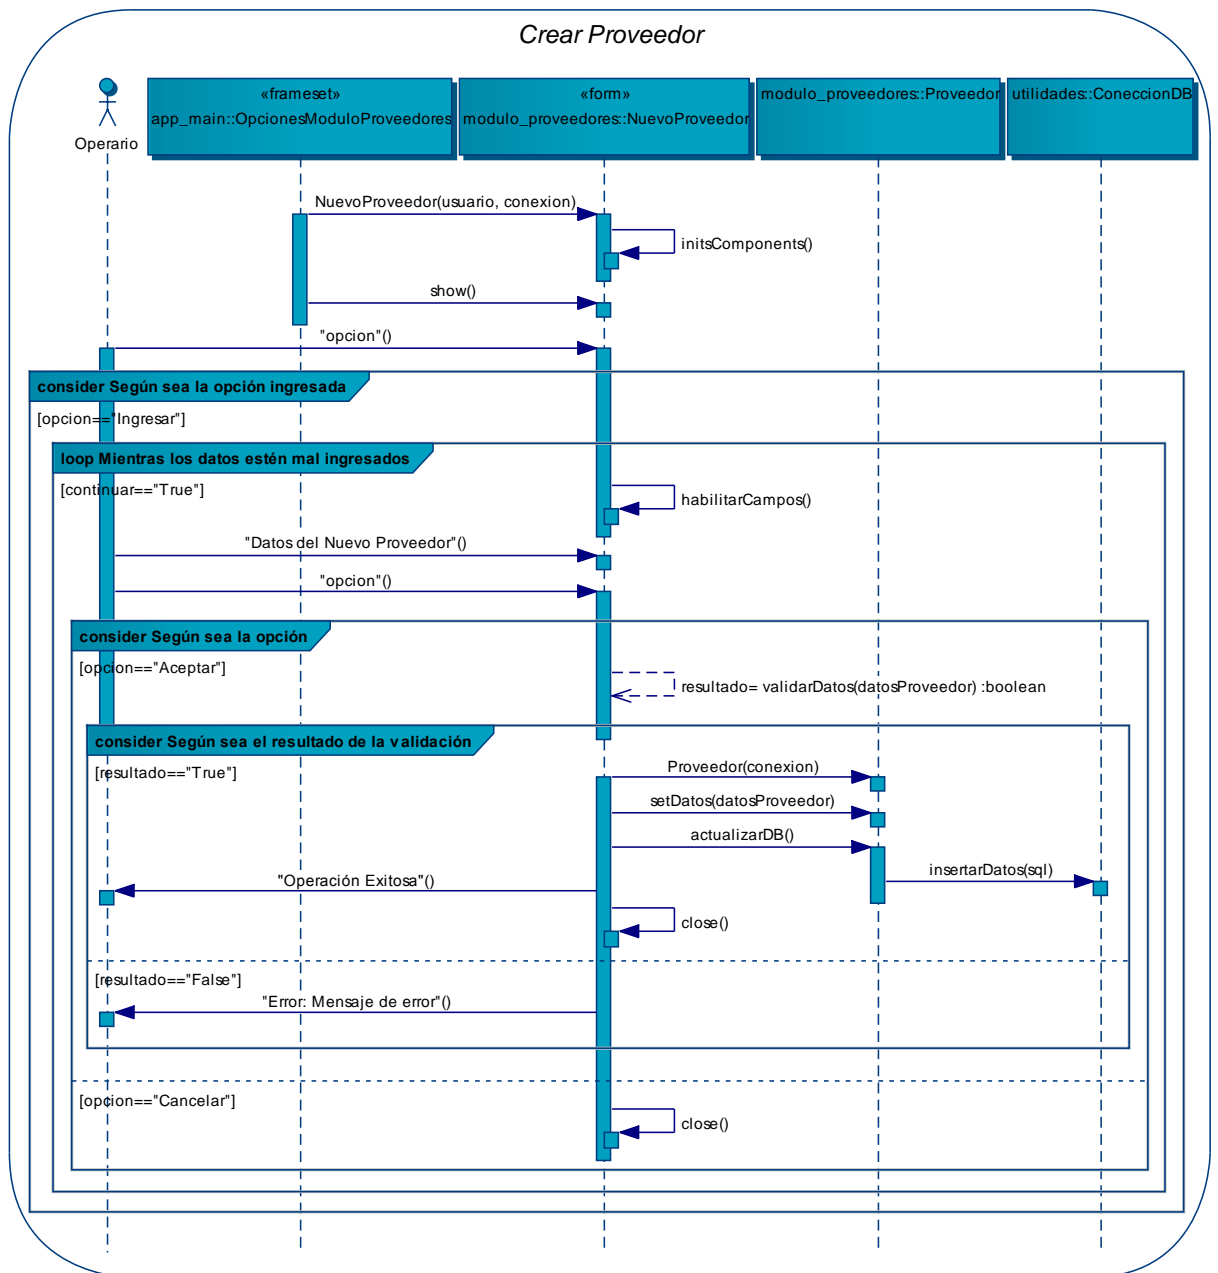 Crear Proveedor
Operario
«frameset»
app_main::OpcionesModuloProveedores
«form»
modulo_proveedores::NuevoProveedor
modulo_proveedores::Proveedor
utilidades::ConeccionDB
NuevoProveedor(usuario, conexion)
initsComponents()
show()
"opcion"()
consider Según sea la opción ingresada
[opcion=="Ingresar"]
loop Mientras los datos estén mal ingresados
[continuar=="True"]
habilitarCampos()
"Datos del Nuevo Proveedor"()
"opcion"()
consider Según sea la opción
[opcion=="Aceptar"]
resultado= validarDatos(datosProveedor) :boolean
consider Según sea el resultado de la validación
[resultado=="True"]
Proveedor(conexion)
setDatos(datosProveedor)
actualizarDB()
insertarDatos(sql)
"Operación Exitosa"()
close()
[resultado=="False"]
"Error: Mensaje de error"()
[opcion=="Cancelar"]
close()